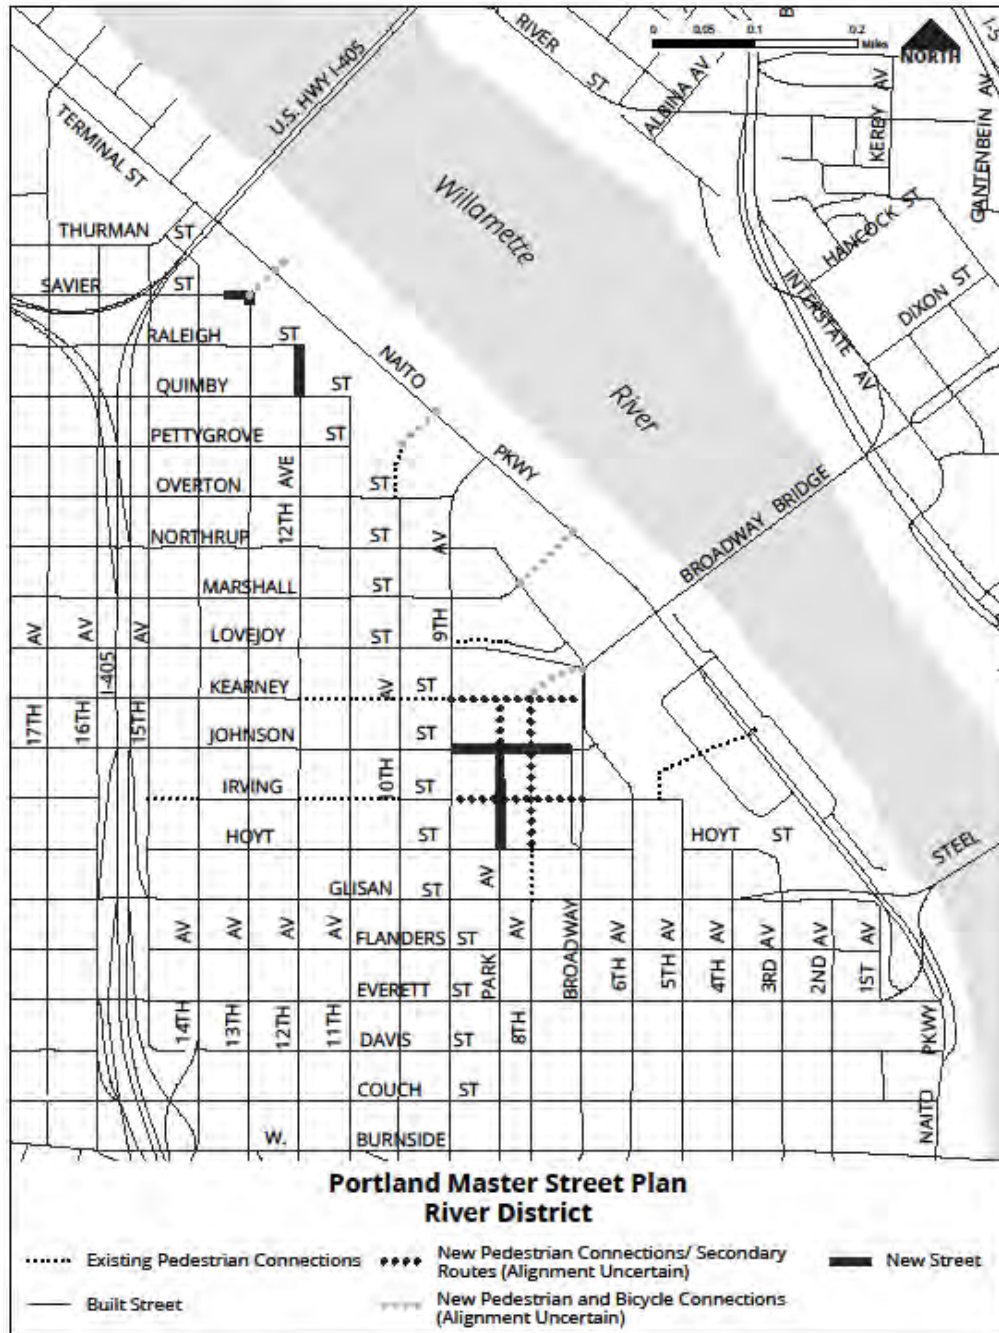 0 0.05 0.1 0.2
Miles
NORTH
B
I-5
RIVER ST
ALBINA AV
KERBY AV
GANTENBEIN AV
U.S. HWY I-405
TERMINAL ST
Willamette
River
HANCOCK ST
DIXON ST
INTERSTATE AV
THURMAN ST
SAVIER ST
RALEIGH ST
NAITO PKWY
QUIMBY ST
PETTYGROVE ST
12TH AVE
OVERTON ST
NORTHRUP ST
9TH AV
BROADWAY BRIDGE
MARSHALL ST
LOVEJOY ST
17TH AV
16TH AV
I-405
15TH AV
KEARNEY ST
10TH AV
JOHNSON ST
IRVING ST
HOYT ST
HOYT ST
STEEL
GLISAN ST
FLANDERS ST
EVERETT ST
14TH AV
13TH AV
12TH AV
11TH AV
PARK AV
8TH AV
BROADWAY
6TH AV
5TH AV
4TH AV
3RD AV
2ND AV
1ST AV
DAVIS ST
COUCH ST
NAITO PKWY
W. BURNSIDE
Portland Master Street Plan
River District
Existing Pedestrian Connections
Built Street
New Pedestrian Connections/ Secondary
Routes (Alignment Uncertain)
New Pedestrian and Bicycle Connections
(Alignment Uncertain)
New Street